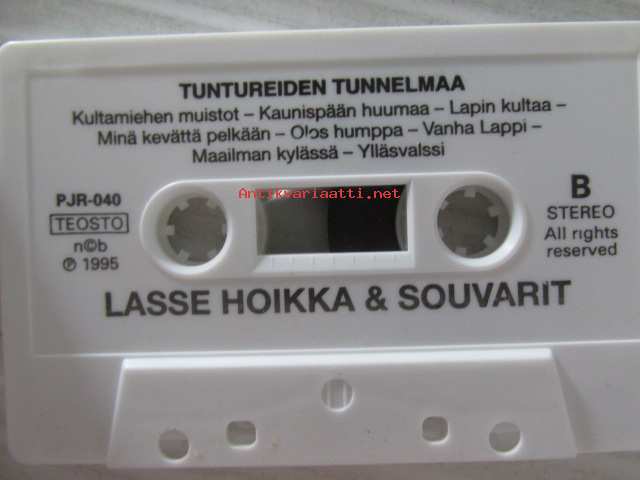 TUNTUREIDEN TUNNELMAA
Kultamiehen muistot – Kaunispään huumaa – Lapin kultaa –
Minä kevättä pelkään – Olos humppa – Vanha Lappi –
Maailman kylässä – Ylläsvalssi
Antikvariaatti.net
PJR-040
TEOSTO
n©b
℗ 1995
B
STEREO
All rights
reserved
LASSE HOIKKA & SOUVARIT